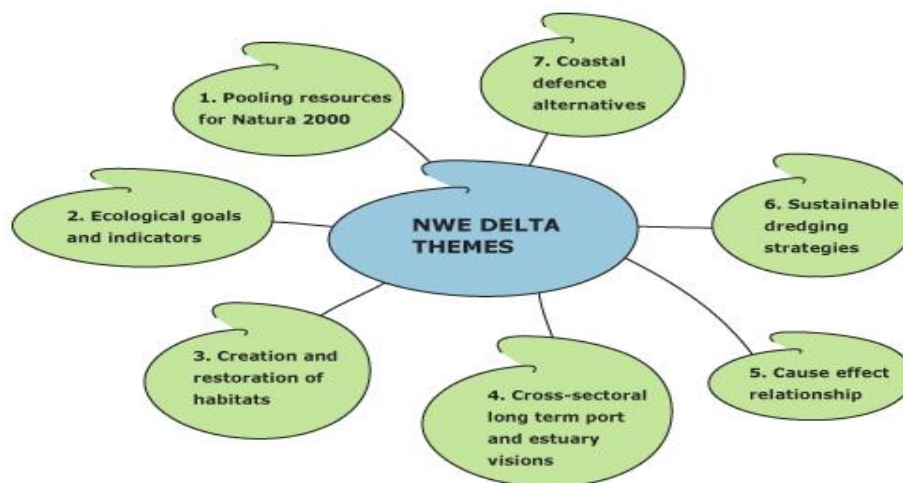 NWE DELTA
THEMES
1. Pooling resources
for Natura 2000
2. Ecological goals
and indicators
3. Creation and
restoration of
habitats
4. Cross-sectoral
long term port
and estuary
visions
5. Cause effect
relationship
6. Sustainable
dredging
strategies
7. Coastal
defence
alternatives